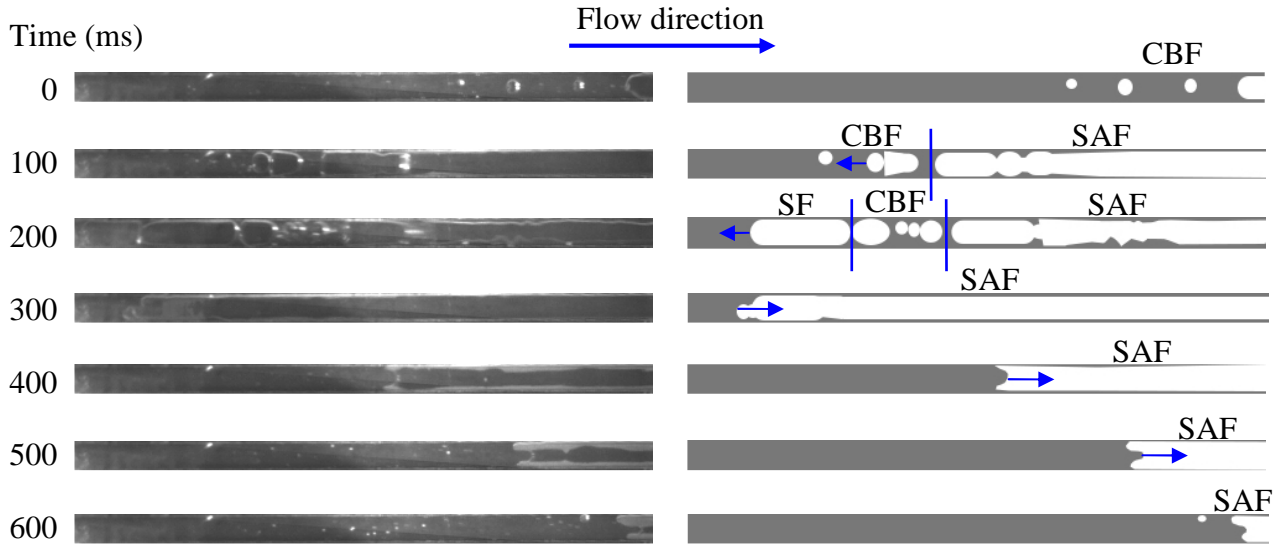 Time (ms)
Flow direction
0
CBF
100
CBF
SAF
200
SF
CBF
SAF
300
SAF
400
SAF
500
SAF
600
SAF